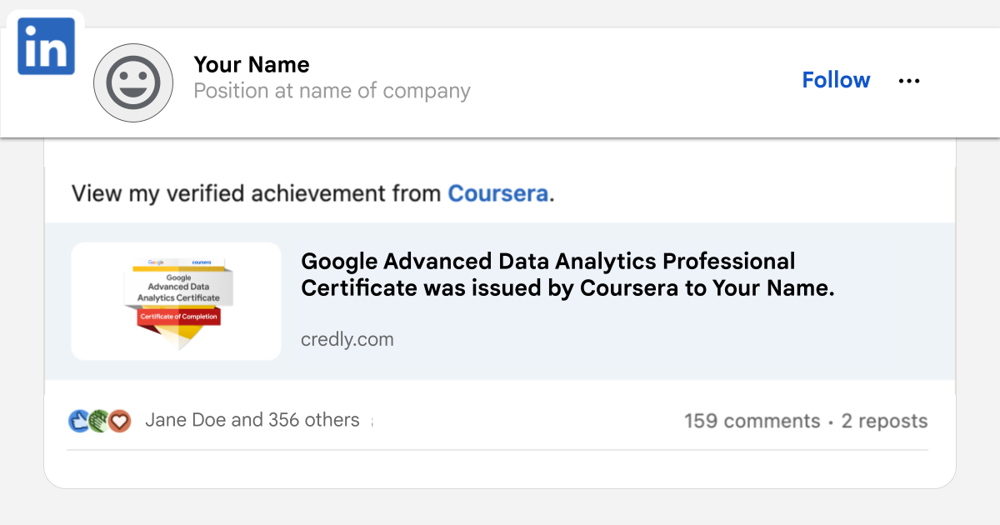 in
Your Name
Position at name of company
Follow
View my verified achievement from Coursera.
Google coursera
Google
Advanced Data
Analytics Certificate
Certificate of Completion
Google Advanced Data Analytics Professional
Certificate was issued by Coursera to Your Name.
credly.com
Jane Doe and 356 others
159 comments • 2 reposts